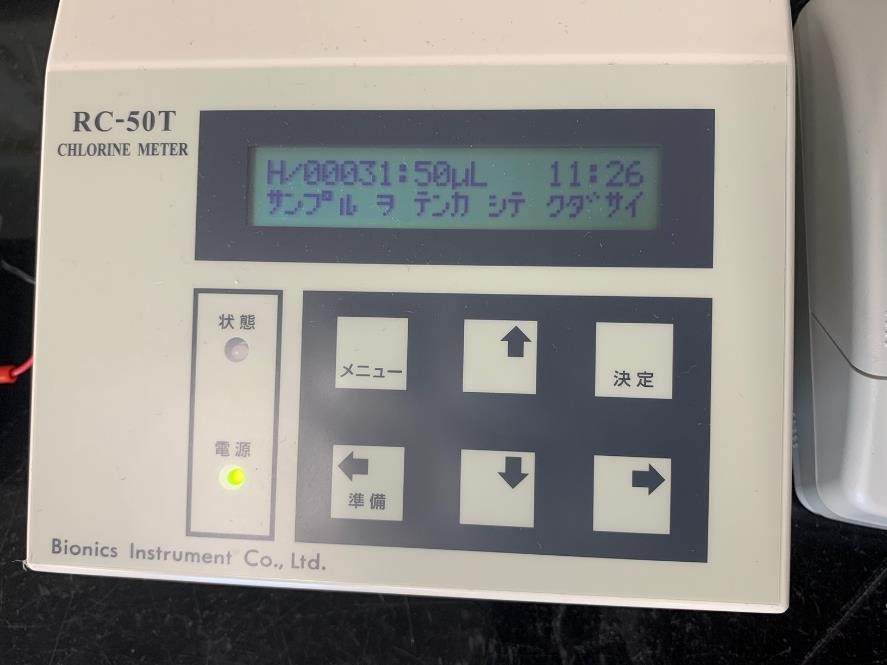 RC-50T
CHLORINE METER
H/00031:50µL 11:26
サンプル ヲ テンカ シテ クダサイ
状態
電源
メニュー
決定
準備
Bionics Instrument Co., Ltd.